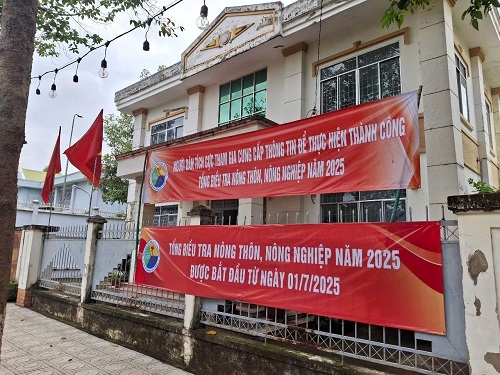 NGƯỜI DÂN TÍCH CỰC THAM GIA CUNG CẤP THÔNG TIN ĐỂ THỰC HIỆN THÀNH CÔNG
TỔNG ĐIỀU TRA NÔNG THÔN, NÔNG NGHIỆP NĂM 2025
TỔNG ĐIỀU TRA NÔNG THÔN, NÔNG NGHIỆP NĂM 2025
ĐƯỢC BẮT ĐẦU TỪ NGÀY 01/7/2025